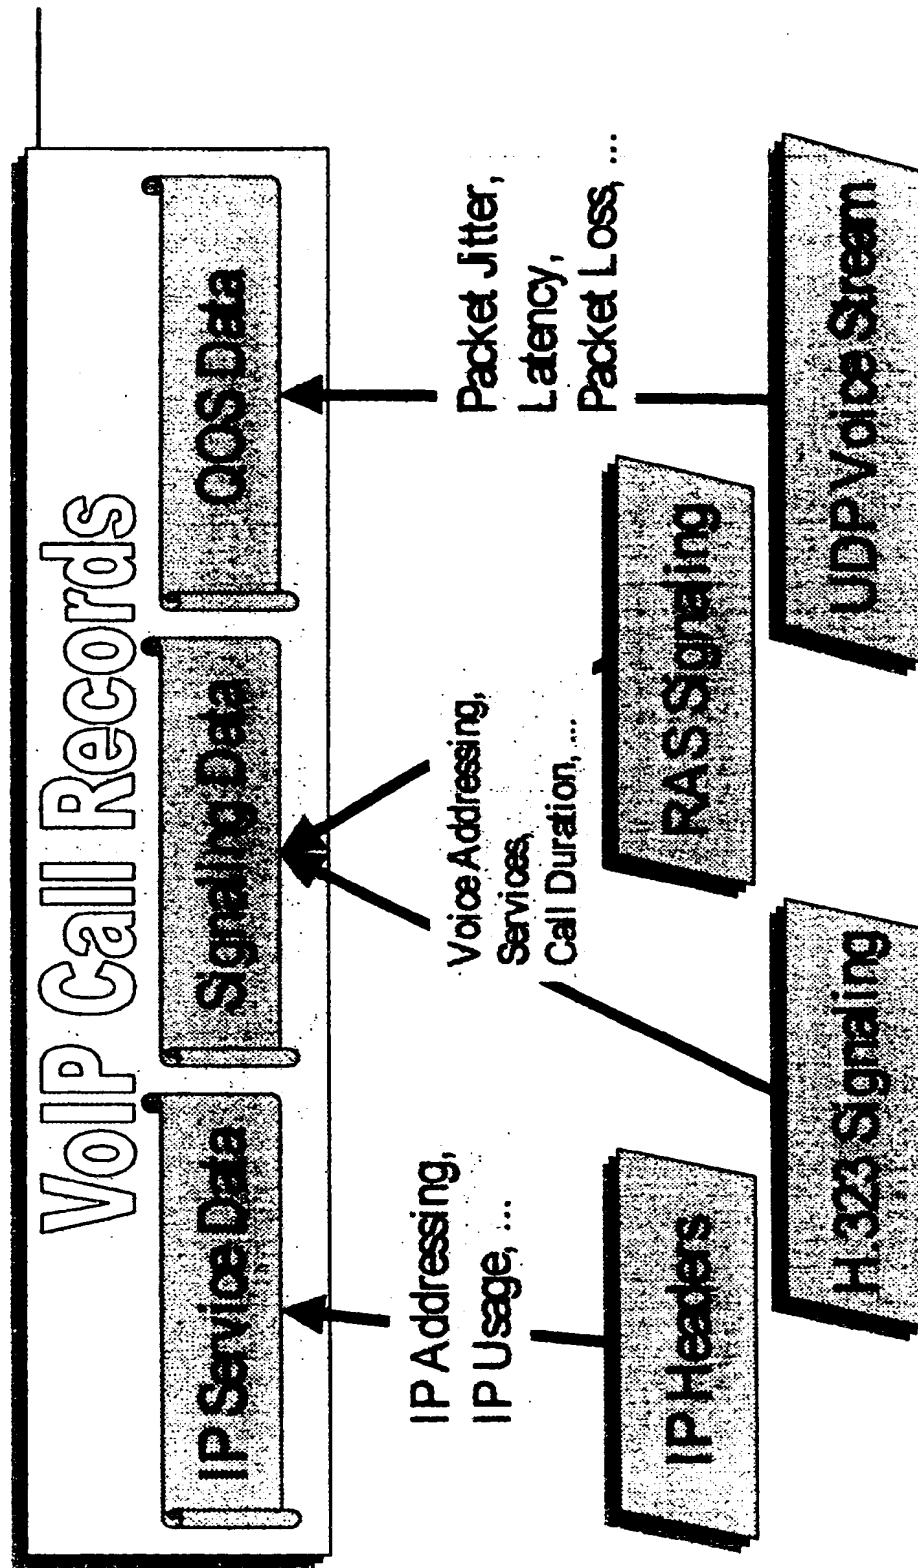 VoIP Call Records
IP Service Data
Signaling Data
QOS Data
IP Addressing,
IP Usage, ...
Voice Addressing,
Services,
Call Duration, ...
Packet Jitter,
Latency,
Packet Loss, ...
IP Headers
H.323 Signaling
RAS Signaling
UDP Voice Stream